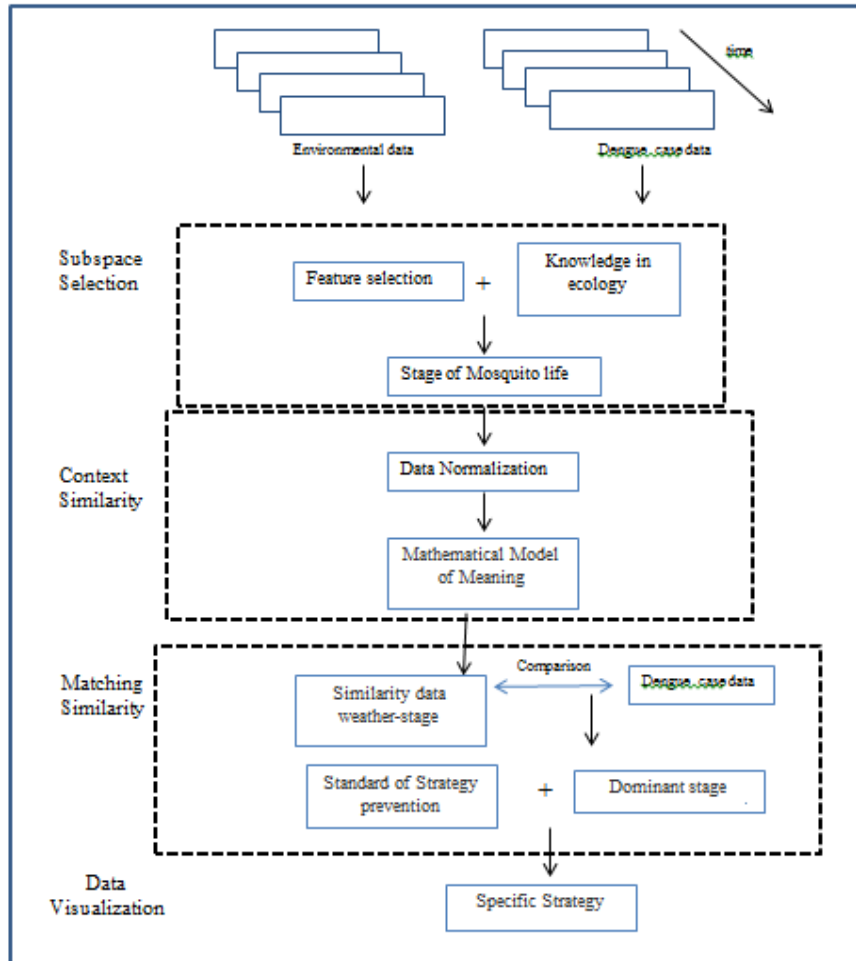 time
Environmental data
Dengue case data
Subspace
Selection
Feature selection
+
Knowledge in
ecology
Stage of Mosquito life
Context
Similarity
Data Normalization
Mathematical Model
of Meaning
Matching
Similarity
Comparison
Similarity data
weather-stage
Dengue case data
Standard of Strategy
prevention
+
Dominant stage
.
Data
Visualization
Specific Strategy